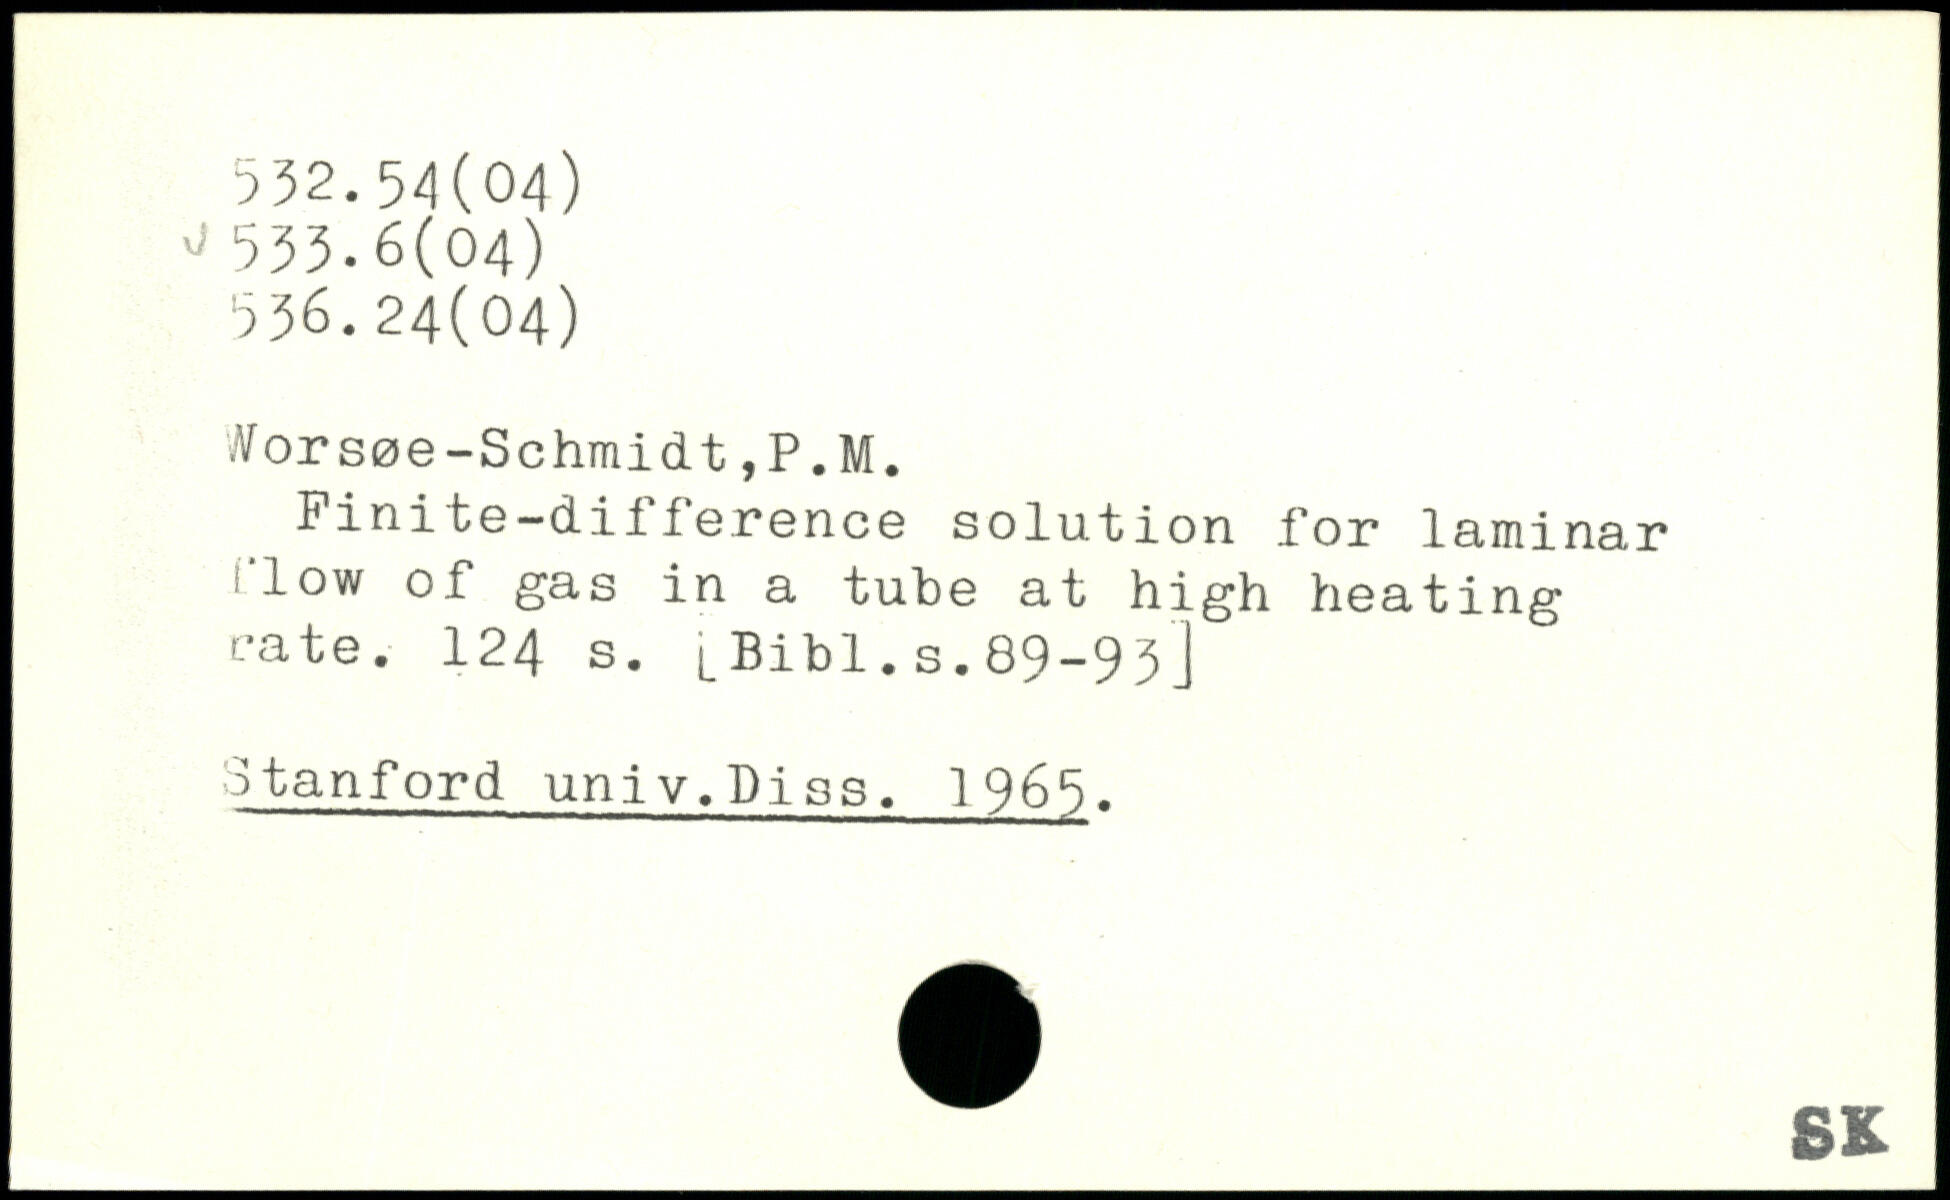 532.54(04)
533.6(04)
536.24(04)
Worsøe-Schmidt,P.M.
Finite-difference solution for laminar
flow of gas in a tube at high heating
rate. 124 s. [Bibl.s.89-93]
Stanford univ.Diss. 1965.
SK